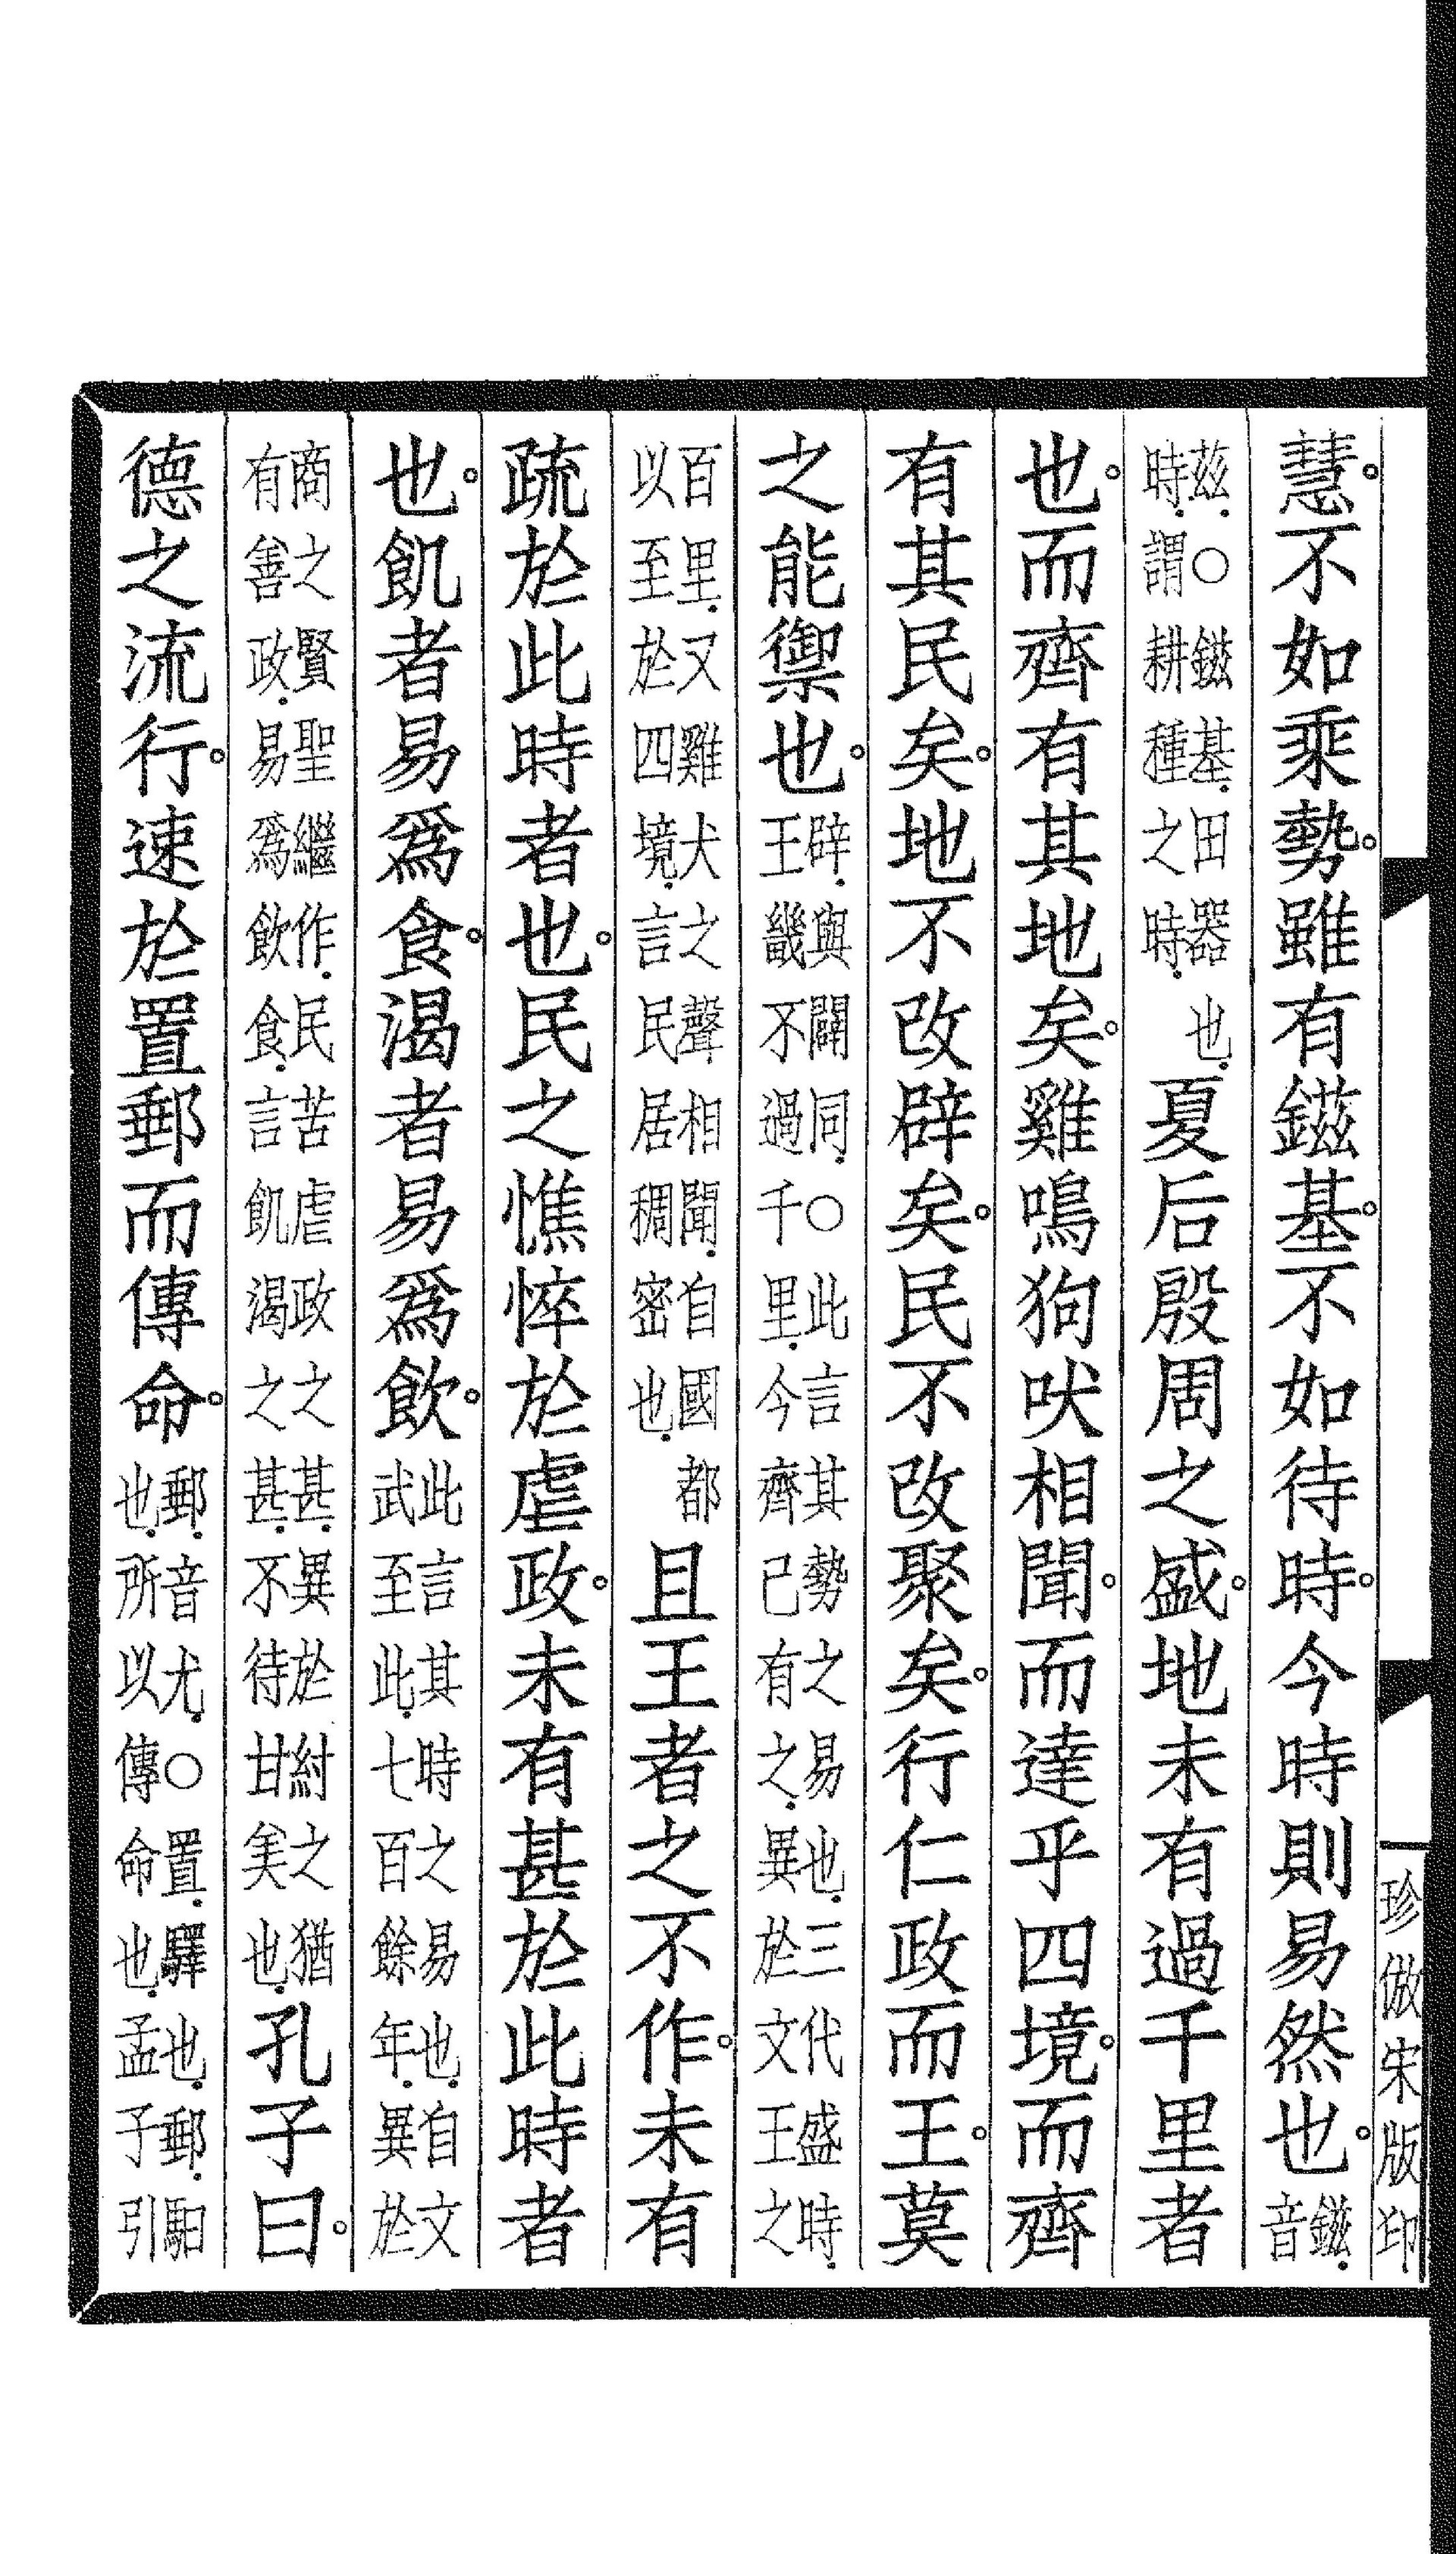 珍倣宋版印
慧。不如乘勢。雖有鎡基。不如待時。今時則易然也。鎡．音
茲．○鎡基．田器也．時．謂耕種之時．夏后殷周之盛。地未有過千里者
也。而齊有其地矣。雞鳴狗吠相聞。而達乎四境。而齊
有其民矣。地不改辟矣。民不改聚矣。行仁政而王。莫
之能禦也。辟．與闢同．○此言其勢之易也．三代盛時．王畿不過千里．今齊已有之．異於文王之
百里．又雞犬之聲相聞．自國都以至於四境．言民居稠密也．且王者之不作。未有
疏於此時者也。民之憔悴於虐政。未有甚於此時者
也。飢者易爲食。渴者易爲飲。此言其時之易也．自文武至此．七百餘年．異於
商之賢聖繼作．民苦虐政之甚．異於紂之猶有善政．易爲飲食．言飢渴之甚．不待甘美也．孔子曰。
德之流行。速於置郵而傳命。郵．音尤．○置．驛也．郵．馹也．所以傳命也．孟子引